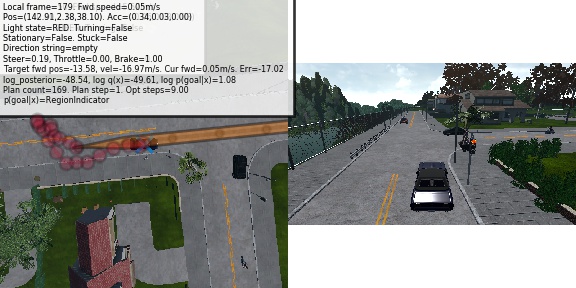 Local frame=179. Fwd speed=0.05m/s
Pos=(142.91,2.38,38.10). Acc=(0.34,0.03,0.00)
Light state=RED. Turning=False
Stationary=False. Stuck=False
Direction string=empty
Steer=0.19, Throttle=0.00, Brake=1.00
Target fwd pos=-13.58, vel=-16.97m/s. Cur fwd=0.05m/s. Err=-17.02
log_posterior=-48.54, log q(x)=-49.61, log p(goal|x)=1.08
Plan count=169. Plan step=1. Opt steps=9.00
p(goal|x)=RegionIndicator